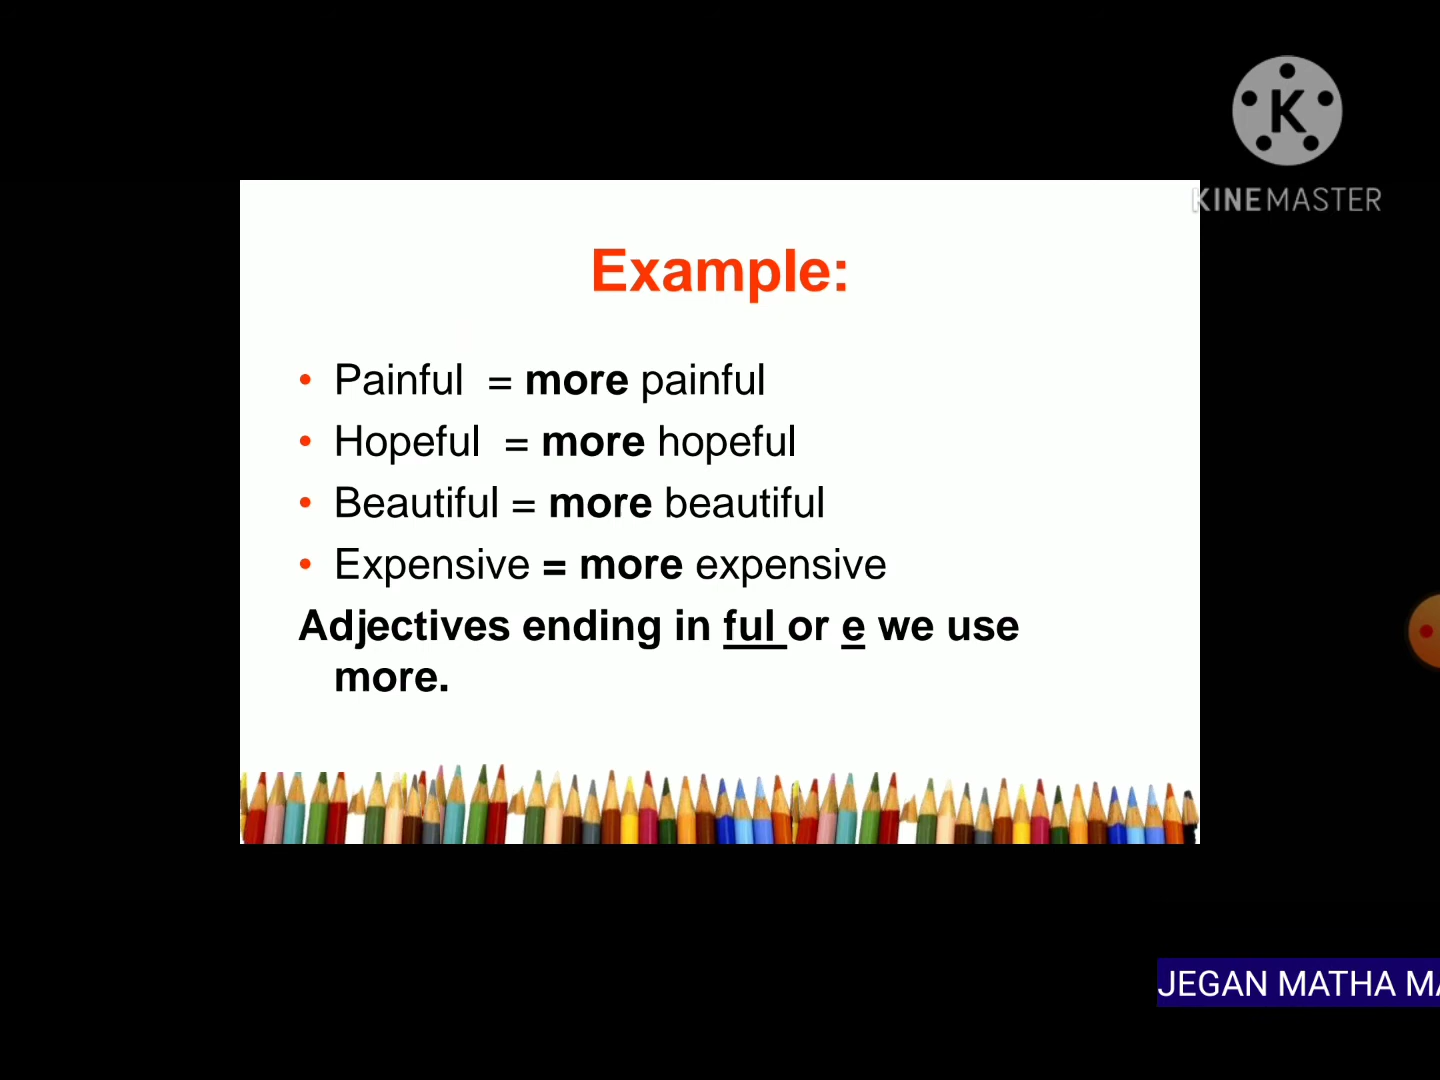 K
KINEMASTER
Example:
• Painful = more painful
• Hopeful = more hopeful
• Beautiful = more beautiful
• Expensive = more expensive
Adjectives ending in ful or e we use
more.
JEGAN MATHA